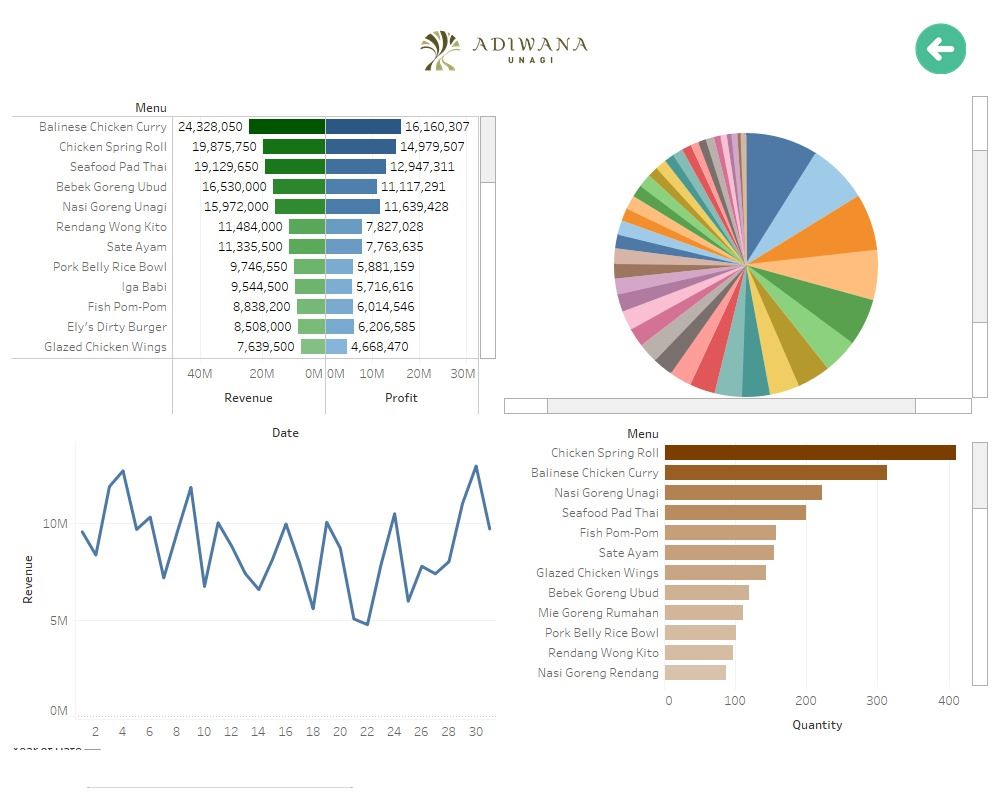 ADIWANA
UNAGI
Menu
Balinese Chicken Curry 24,328,050 16,160,307
Chicken Spring Roll 19,875,750 14,979,507
Seafood Pad Thai 19,129,650 12,947,311
Bebek Goreng Ubud 16,530,000 11,117,291
Nasi Goreng Unagi 15,972,000 11,639,428
Rendang Wong Kito 11,484,000 7,827,028
Sate Ayam 11,335,500 7,763,635
Pork Belly Rice Bowl 9,746,550 5,881,159
Iga Babi 9,544,500 5,716,616
Fish Pom-Pom 8,838,200 6,014,546
Ely's Dirty Burger 8,508,000 6,206,585
Glazed Chicken Wings 7,639,500 4,668,470
40M 20M 0M 0M 10M 20M 30M
Revenue Profit
Date
10M
5M
0M
Revenue
2 4 6 8 10 12 14 16 18 20 22 24 26 28 30
Menu
Chicken Spring Roll
Balinese Chicken Curry
Nasi Goreng Unagi
Seafood Pad Thai
Fish Pom-Pom
Sate Ayam
Glazed Chicken Wings
Bebek Goreng Ubud
Mie Goreng Rumahan
Pork Belly Rice Bowl
Rendang Wong Kito
Nasi Goreng Rendang
0 100 200 300 400
Quantity